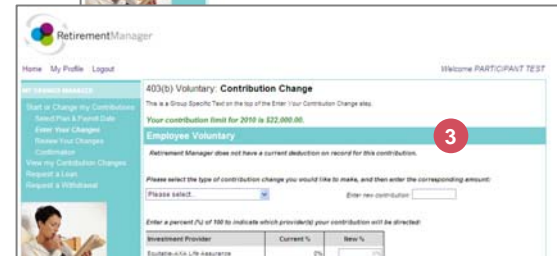 RetirementManager
Home My Profile Logout
Welcome PARTICIPANT TEST
MY SAVINGS MANAGER
Start or Change my Contributions
Select Plan & Payroll Date
Enter Your Changes
Review Your Changes
Confirmation
View my Contribution Changes
Request a Loan
Request a Withdrawal
403(b) Voluntary: Contribution Change
This is a Group Specific Text on the top of the Enter Your Contribution Change step.
Your contribution limit for 2010 is $22,000.00.
Employee Voluntary
3
Retirement Manager does not have a current deduction on record for this contribution.
Please select the type of contribution change you would like to make, and then enter the corresponding amount:
Please select...
Enter new contribution:
Enter a percent (%) of 100 to indicate which provider(s) your contribution will be directed:
Investment Provider Current % New %
Equitable-AXA Life Assurance 0% 0%